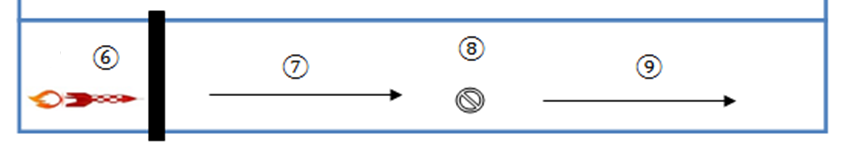 ⑥ ⑦ ⑧ ⑨